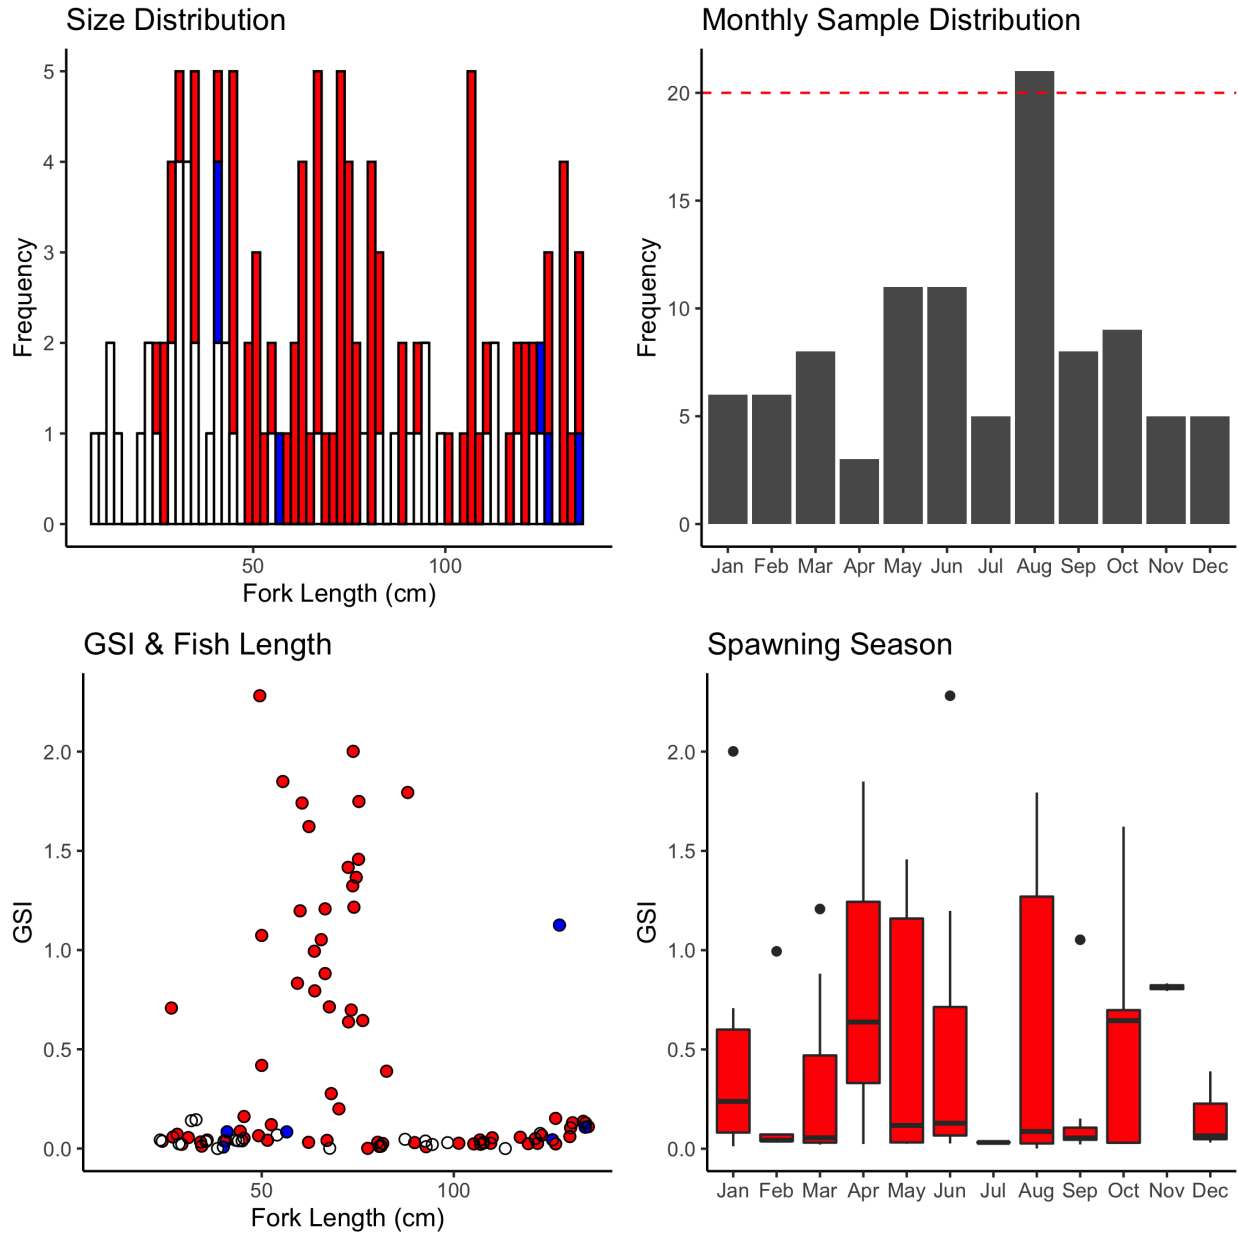 Size Distribution
5
4
3
2
1
0
Frequency
50 100
Fork Length (cm)
Monthly Sample Distribution
20
15
10
5
0
Frequency
Jan Feb Mar Apr May Jun Jul Aug Sep Oct Nov Dec
GSI & Fish Length
2.0
1.5
1.0
0.5
0.0
GSI
50 100
Fork Length (cm)
Spawning Season
2.0
1.5
1.0
0.5
0.0
GSI
Jan Feb Mar Apr May Jun Jul Aug Sep Oct Nov Dec